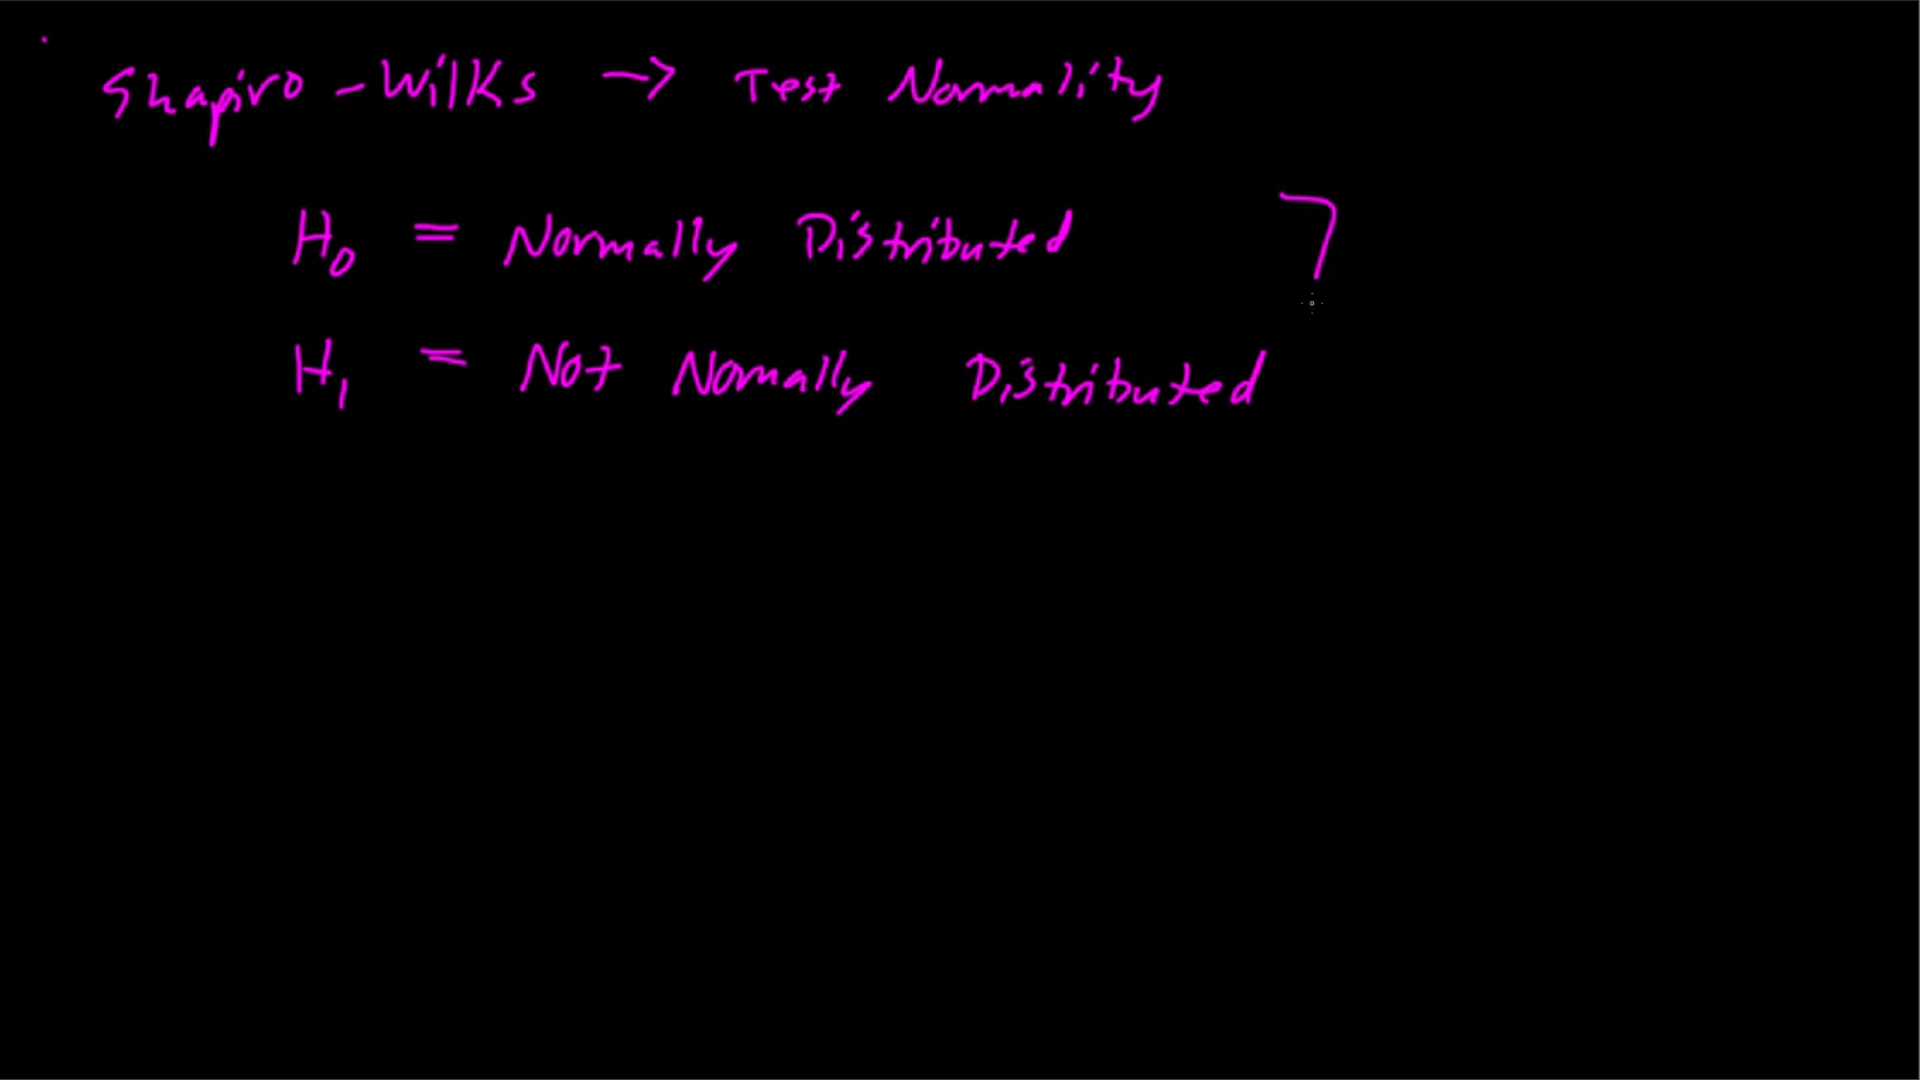 Shapiro - Wilks → Test Normality
H₀ = Normally Distributed
H₁ = Not Normally Distributed